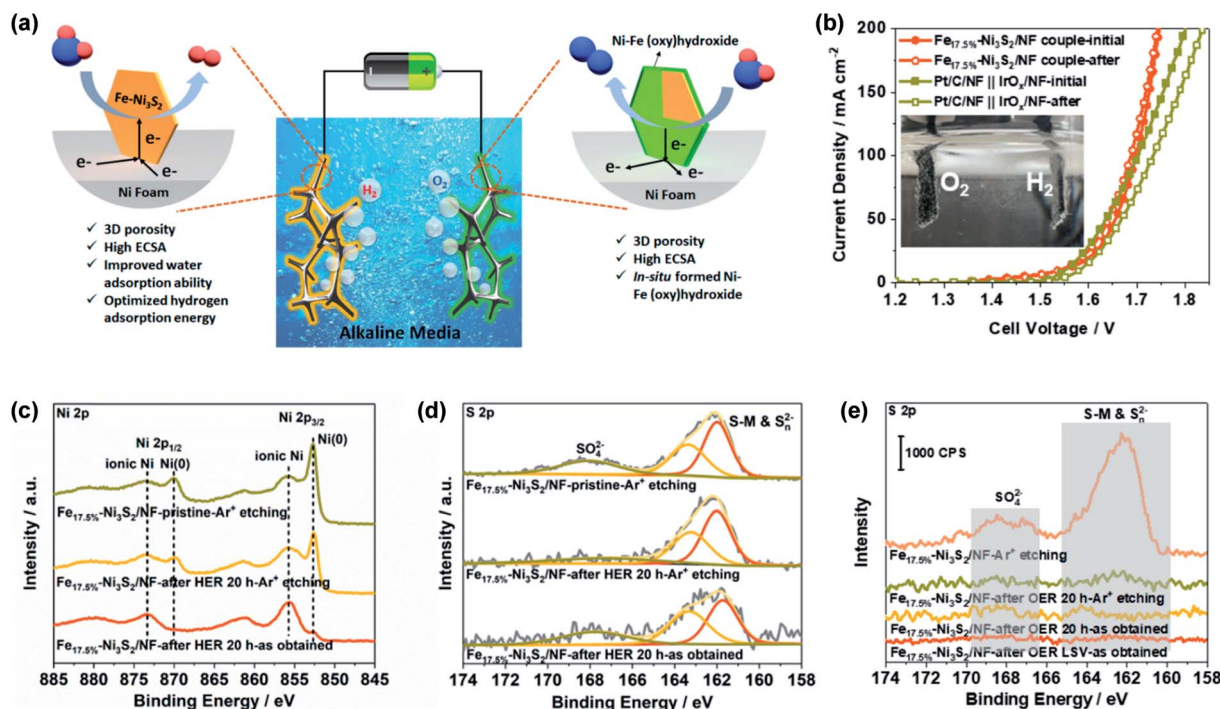 (a)
Ni-Fe (oxy)hydroxide
Fe-Ni₃S₂
e-
e-
e-
Ni Foam
✓ 3D porosity
✓ High ECSA
✓ Improved water
adsorption ability
✓ Optimized hydrogen
adsorption energy
-
+
H₂
O₂
Alkaline Media
e-
e-
e-
Ni Foam
✓ 3D porosity
✓ High ECSA
✓ In-situ formed Ni-
Fe (oxy)hydroxide
(b)
Current Density / mA cm⁻²
200
150
100
50
0
Fe₁₇.₅%-Ni₃S₂/NF couple-initial
Fe₁₇.₅%-Ni₃S₂/NF couple-after
Pt/C/NF || IrOₓ/NF-initial
Pt/C/NF || IrOₓ/NF-after
O₂
H₂
1.2 1.3 1.4 1.5 1.6 1.7 1.8
Cell Voltage / V
(c)
Ni 2p
Intensity / a.u.
Ni 2p₁/₂
ionic Ni
Ni(0)
Ni 2p₃/₂
ionic Ni
Ni(0)
Fe₁₇.₅%-Ni₃S₂/NF-pristine-Ar⁺ etching
Fe₁₇.₅%-Ni₃S₂/NF-after HER 20 h-Ar⁺ etching
Fe₁₇.₅%-Ni₃S₂/NF-after HER 20 h-as obtained
885 880 875 870 865 860 855 850 845
Binding Energy / eV
(d)
S 2p
Intensity / a.u.
S-M & Sₙ²⁻
SO₄²⁻
Fe₁₇.₅%-Ni₃S₂/NF-pristine-Ar⁺ etching
Fe₁₇.₅%-Ni₃S₂/NF-after HER 20 h-Ar⁺ etching
Fe₁₇.₅%-Ni₃S₂/NF-after HER 20 h-as obtained
174 172 170 168 166 164 162 160 158
Binding Energy / eV
(e)
S 2p
Intensity
S-M & Sₙ²⁻
1000 CPS
SO₄²⁻
Fe₁₇.₅%-Ni₃S₂/NF-Ar⁺ etching
Fe₁₇.₅%-Ni₃S₂/NF-after OER 20 h-Ar⁺ etching
Fe₁₇.₅%-Ni₃S₂/NF-after OER 20 h-as obtained
Fe₁₇.₅%-Ni₃S₂/NF-after OER LSV-as obtained
174 172 170 168 166 164 162 160 158
Binding Energy / eV